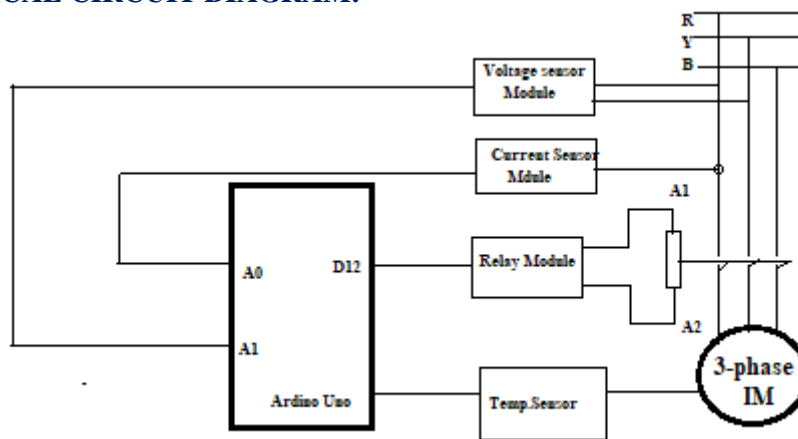 CIRCUIT DIAGRAM:
R
Y
B
Voltage sensor
Module
Current Sensor
Mdule
A1
A0
D12
Relay Module
A2
A1
3-phase
IM
Ardino Uno
Temp.Sensor